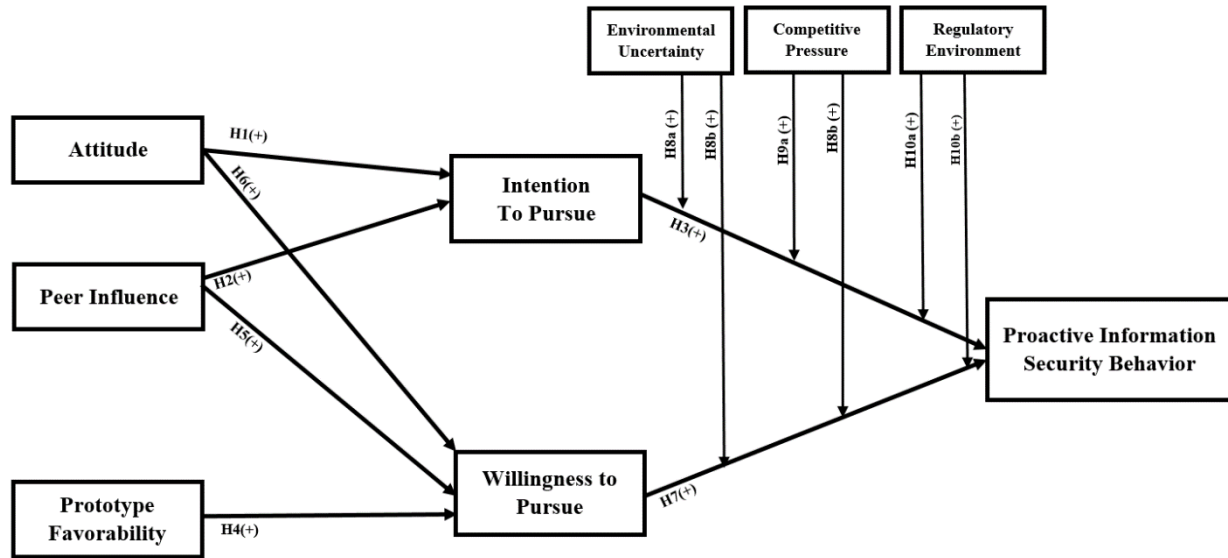 Environmental
Uncertainty
Competitive
Pressure
Regulatory
Environment
H8a (+)
H8b (+)
H9a (+)
H8b (+)
H10a (+)
H10b (+)
Attitude
H1(+)
H6(+)
Intention
To Pursue
H3(+)
Peer Influence
H2(+)
H5(+)
Proactive Information
Security Behavior
Willingness to
Pursue
H7(+)
Prototype
Favorability
H4(+)